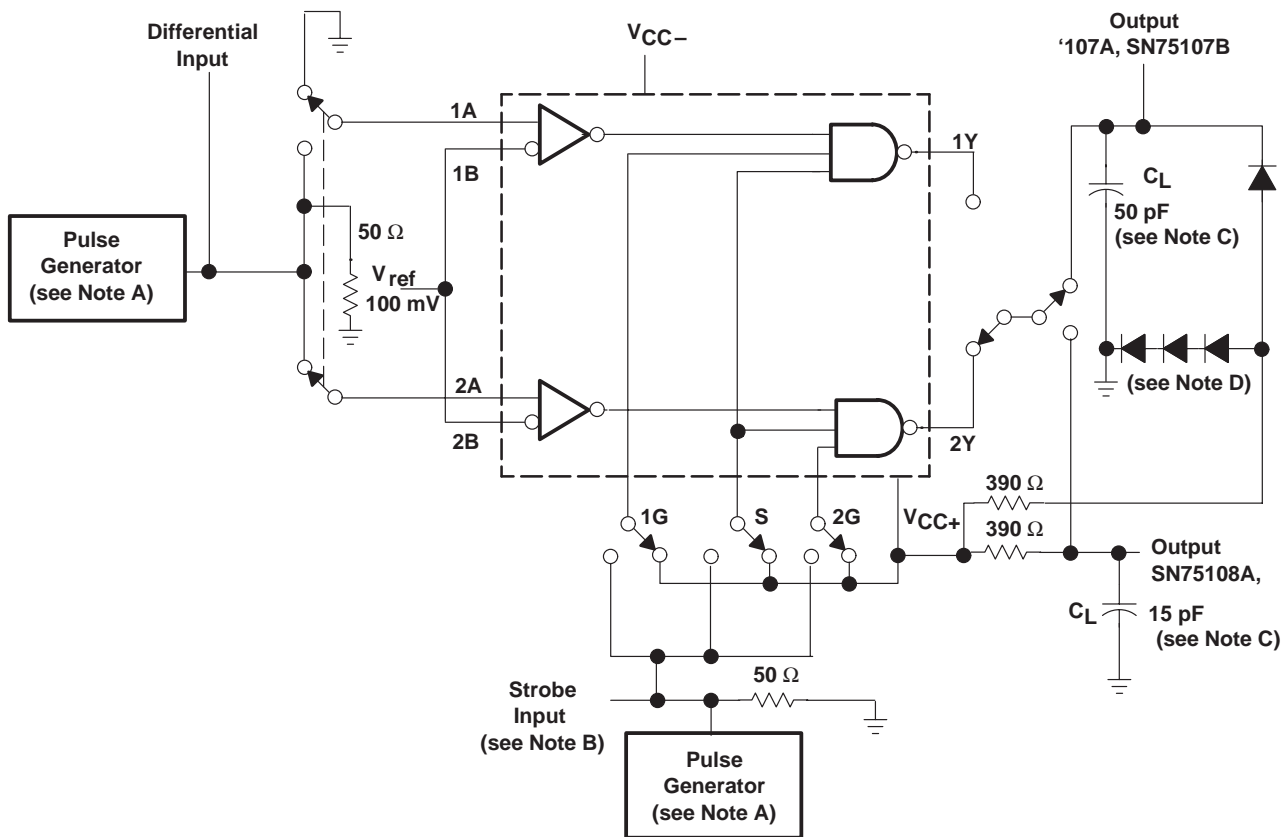 Differential
Input
VCC−
Output
‘107A, SN75107B
1A
1B
1Y
CL
50 pF
(see Note C)
50 Ω
Pulse
Generator
(see Note A)
Vref
100 mV
2A
2B
2Y
(see Note D)
390 Ω
1G
S
2G
VCC+
390 Ω
Output
SN75108A,
CL
15 pF
(see Note C)
Strobe
Input
(see Note B)
50 Ω
Pulse
Generator
(see Note A)